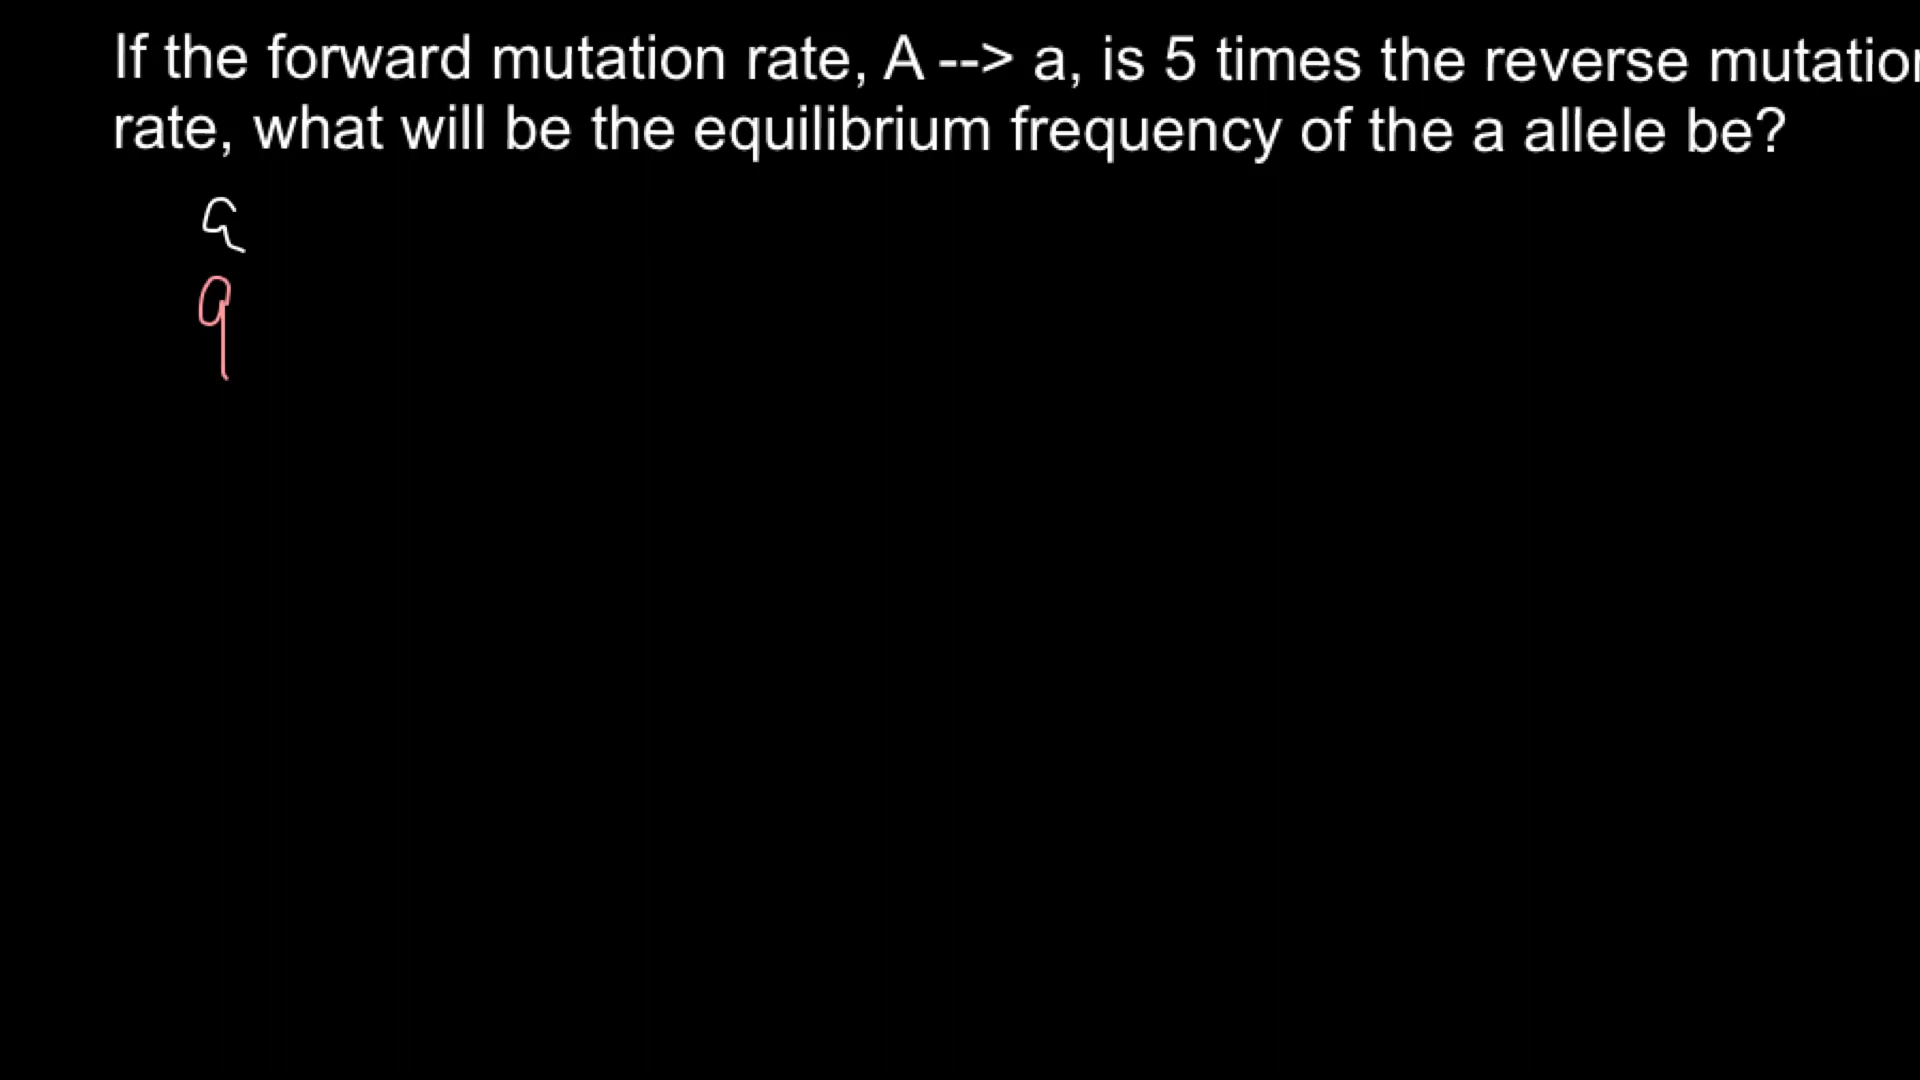 If the forward mutation rate, A --> a, is 5 times the reverse mutation
rate, what will be the equilibrium frequency of the a allele be?
a
q